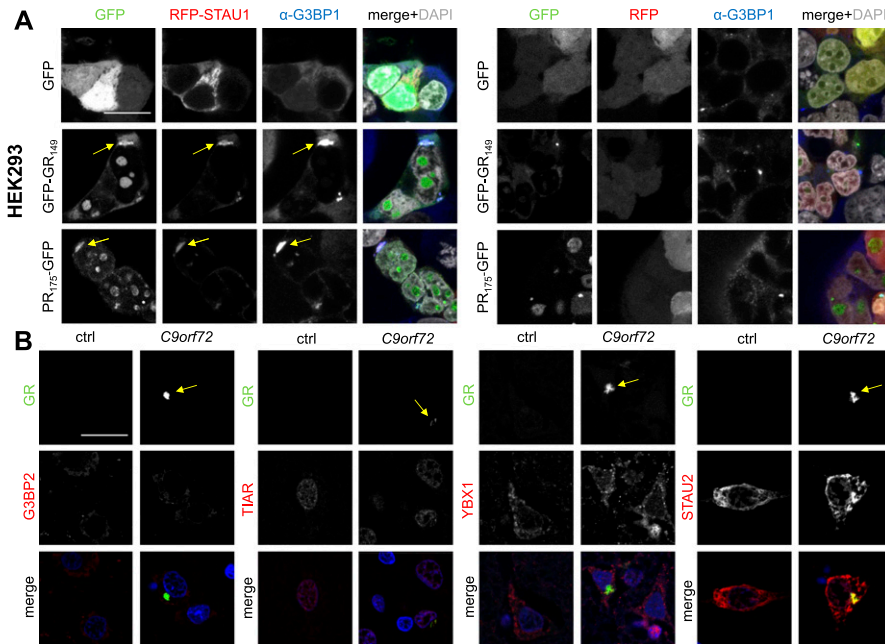 A
GFP RFP-STAU1 α-G3BP1 merge+DAPI GFP RFP α-G3BP1 merge+DAPI
HEK293
GFP GFP
GFP-GR149 GFP-GR149
PR175-GFP PR175-GFP
B
ctrl C9orf72 ctrl C9orf72 ctrl C9orf72 ctrl C9orf72
GR GR GR GR
G3BP2 TIAR YBX1 STAU2
merge merge merge merge